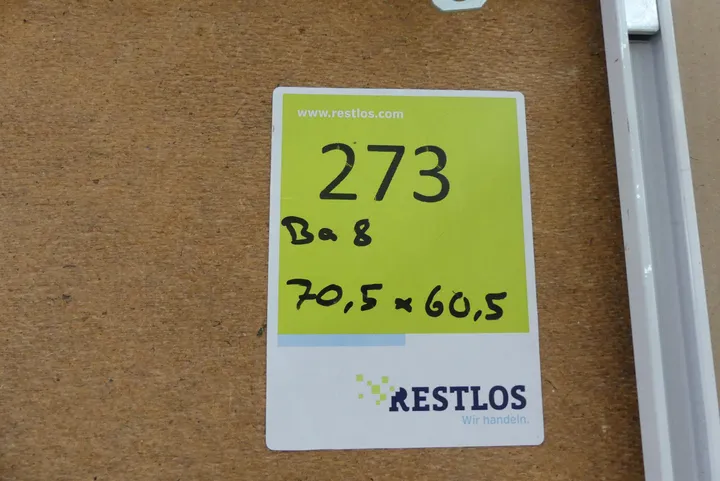 www.restlos.com
273
Ba 8
70,5 x 60,5
RESTLOS
Wir handeln.